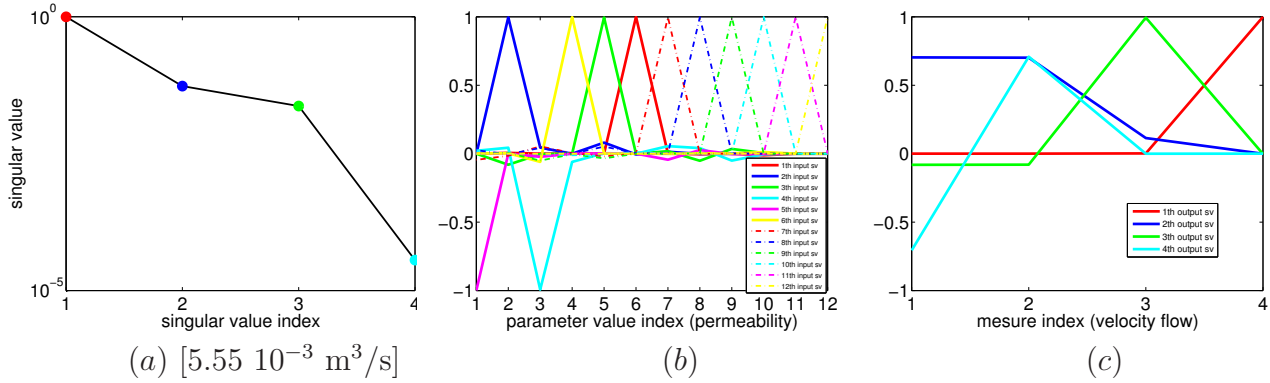 10^0
10^−5
singular value
1 2 3 4
singular value index
(a) [5.55 10^−3 m^3/s]
1
0.5
0
−0.5
−1
1 2 3 4 5 6 7 8 9 10 11 12
parameter value index (permeability)
1th input sv
2th input sv
3th input sv
4th input sv
5th input sv
6th input sv
7th input sv
8th input sv
9th input sv
10th input sv
11th input sv
12th input sv
(b)
1
0.5
0
−0.5
−1
1 2 3 4
mesure index (velocity flow)
1th output sv
2th output sv
3th output sv
4th output sv
(c)